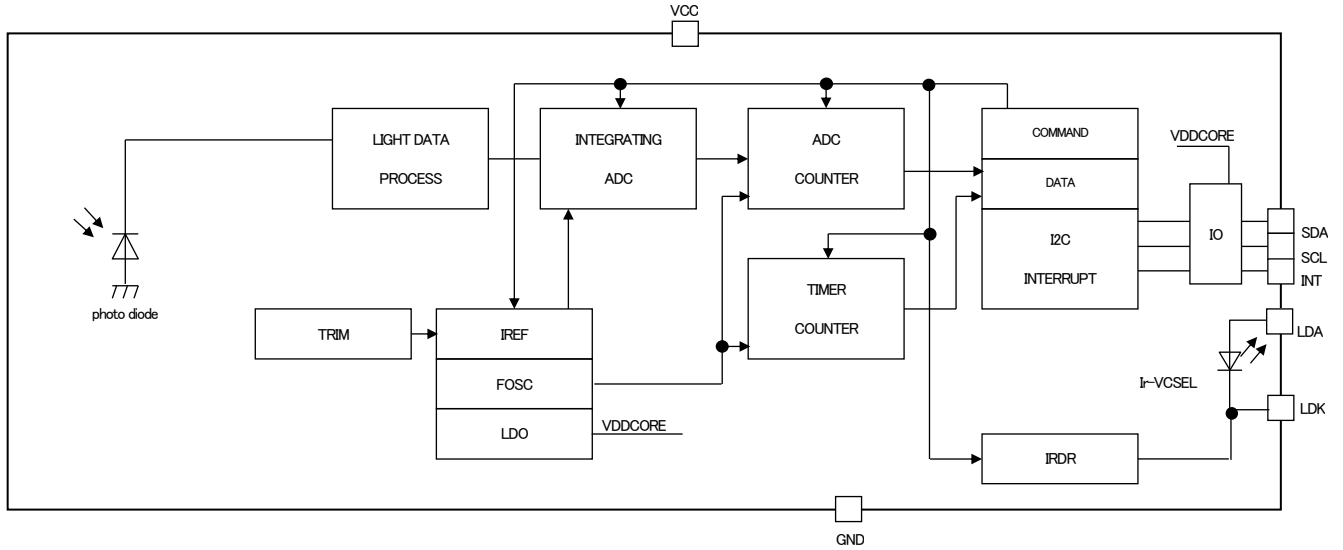 VCC
LIGHT DATA
PROCESS
INTEGRATING
ADC
ADC
COUNTER
COMMAND
DATA
I2C
INTERRUPT
VDDCORE
IO
SDA
SCL
INT
photo diode
TRIM
IREF
FOSC
LDO
VDDCORE
TIMER
COUNTER
LDA
Ir-VCSEL
LDK
IRDR
GND